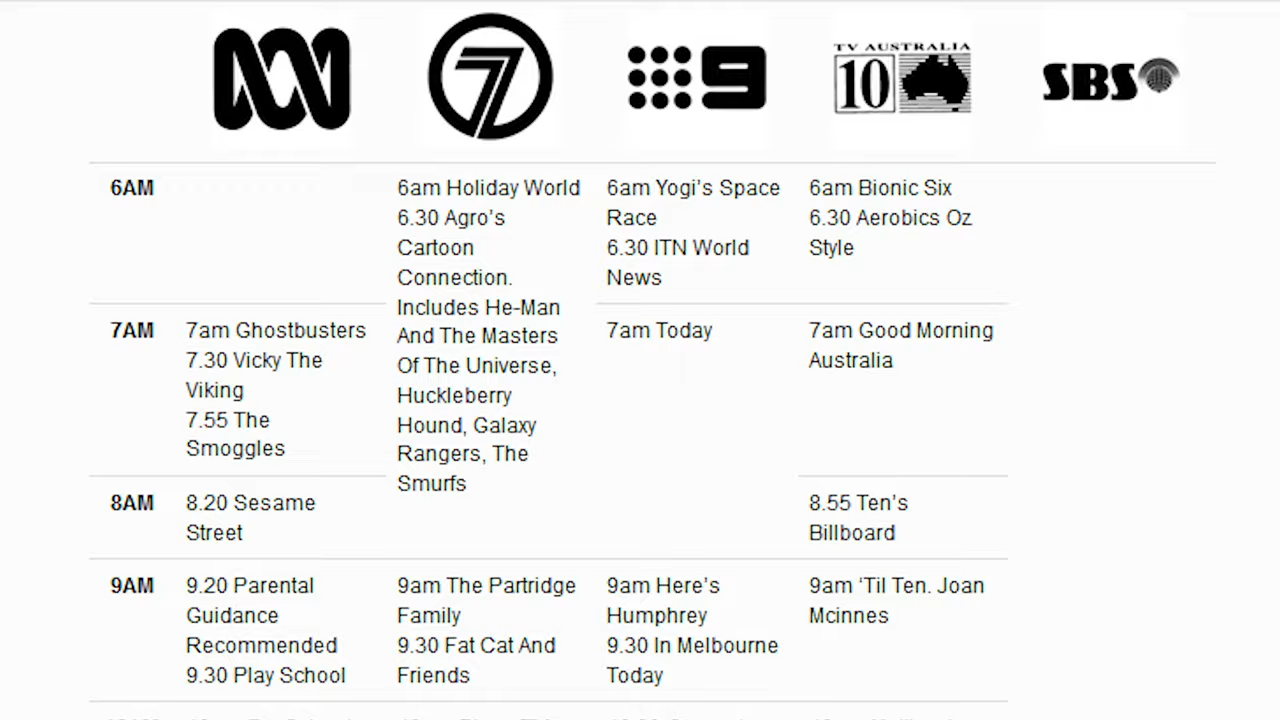 TV AUSTRALIA
7
9
10
SBS
6AM
6am Holiday World
6.30 Agro's
Cartoon
Connection.
Includes He-Man
And The Masters
Of The Universe,
Huckleberry
Hound, Galaxy
Rangers, The
Smurfs
6am Yogi's Space
Race
6.30 ITN World
News
6am Bionic Six
6.30 Aerobics Oz
Style
7AM
7am Ghostbusters
7.30 Vicky The
Viking
7.55 The
Smoggles
7am Today
7am Good Morning
Australia
8AM
8.20 Sesame
Street
8.55 Ten's
Billboard
9AM
9.20 Parental
Guidance
Recommended
9.30 Play School
9am The Partridge
Family
9.30 Fat Cat And
Friends
9am Here's
Humphrey
9.30 In Melbourne
Today
9am ‘Til Ten. Joan
Mcinnes